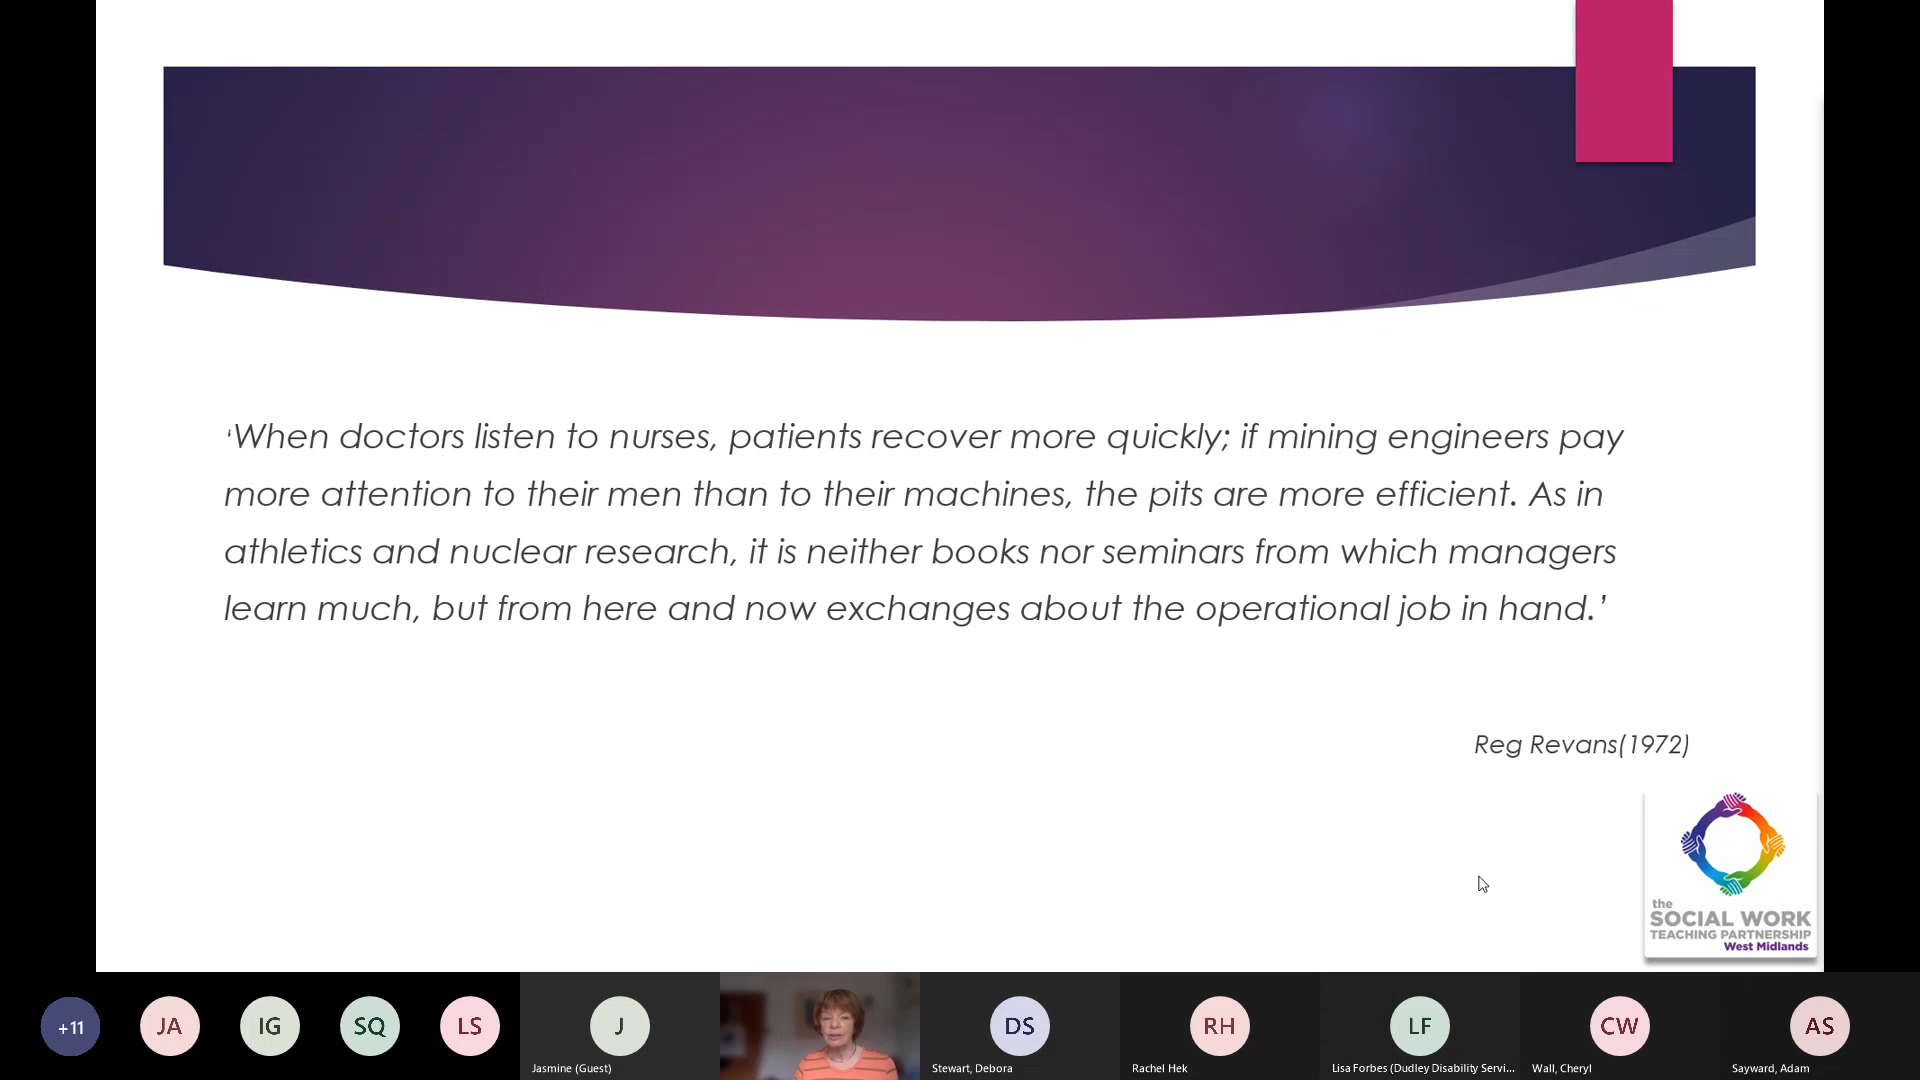 ‘When doctors listen to nurses, patients recover more quickly; if mining engineers pay
more attention to their men than to their machines, the pits are more efficient. As in
athletics and nuclear research, it is neither books nor seminars from which managers
learn much, but from here and now exchanges about the operational job in hand.’
Reg Revans(1972)
the
SOCIAL WORK
TEACHING PARTNERSHIP
West Midlands
+11
JA
IG
SQ
LS
J
DS
RH
LF
CW
AS
Jasmine (Guest)
Stewart, Debora
Rachel Hek
Lisa Forbes (Dudley Disability Servi...
Wall, Cheryl
Sayward, Adam